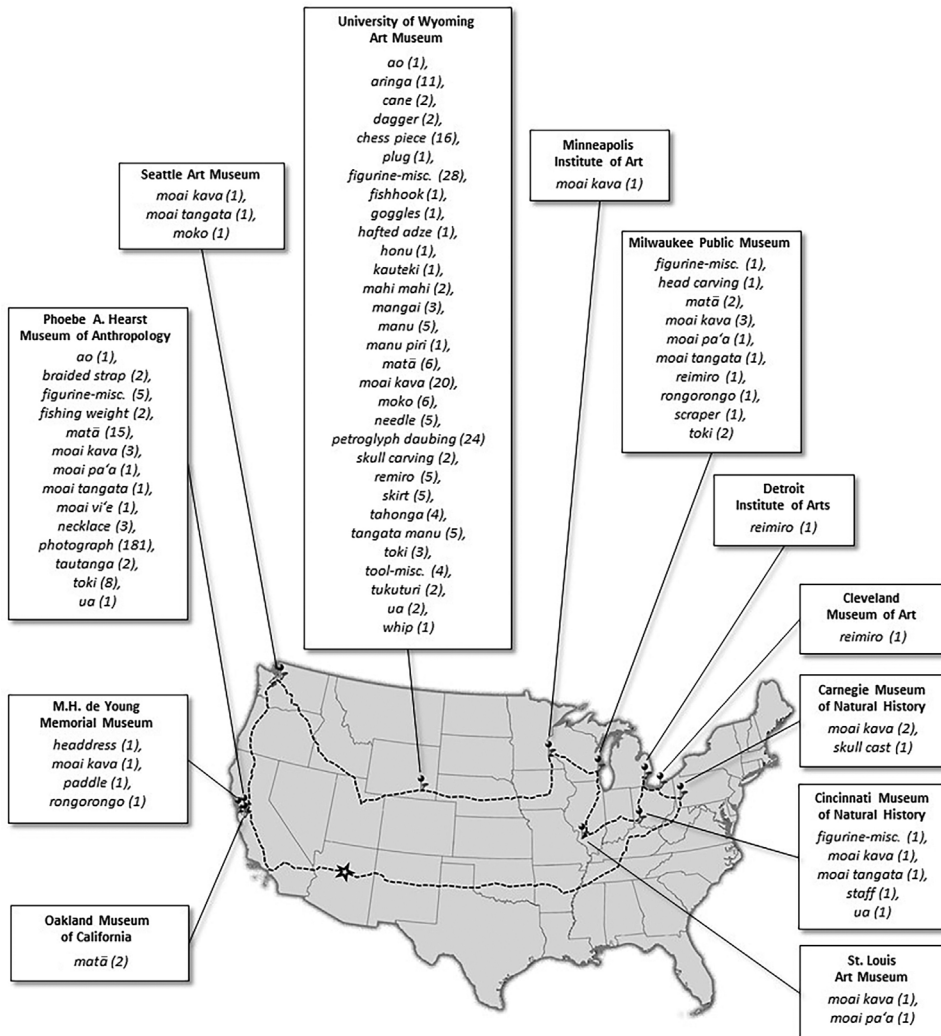 University of Wyoming
Art Museum
ao (1),
aringa (11),
cane (2),
dagger (2),
chess piece (16),
plug (1),
figurine-misc. (28),
fishhook (1),
goggles (1),
hafted adze (1),
honu (1),
kauteki (1),
mahi mahi (2),
mangai (3),
manu (5),
manu piri (1),
matā (6),
moai kava (20),
moko (6),
needle (5),
petroglyph daubing (24)
skull carving (2),
remiro (5),
skirt (5),
tahonga (4),
tangata manu (5),
toki (3),
tool-misc. (4),
tukuturi (2),
ua (2),
whip (1)
Minneapolis
Institute of Art
moai kava (1)
Seattle Art Museum
moai kava (1),
moai tangata (1),
moko (1)
Milwaukee Public Museum
figurine-misc. (1),
head carving (1),
matā (2),
moai kava (3),
moai pa‘a (1),
moai tangata (1),
reimiro (1),
rongorongo (1),
scraper (1),
toki (2)
Phoebe A. Hearst
Museum of Anthropology
ao (1),
braided strap (2),
figurine-misc. (5),
fishing weight (2),
matā (15),
moai kava (3),
moai pa‘a (1),
moai tangata (1),
moai vi‘e (1),
necklace (3),
photograph (181),
tautanga (2),
toki (8),
ua (1)
Detroit
Institute of Arts
reimiro (1)
Cleveland
Museum of Art
reimiro (1)
Carnegie Museum
of Natural History
moai kava (2),
skull cast (1)
M.H. de Young
Memorial Museum
headdress (1),
moai kava (1),
paddle (1),
rongorongo (1)
Cincinnati Museum
of Natural History
figurine-misc. (1),
moai kava (1),
moai tangata (1),
staff (1),
ua (1)
Oakland Museum
of California
matā (2)
St. Louis
Art Museum
moai kava (1),
moai pa‘a (1)